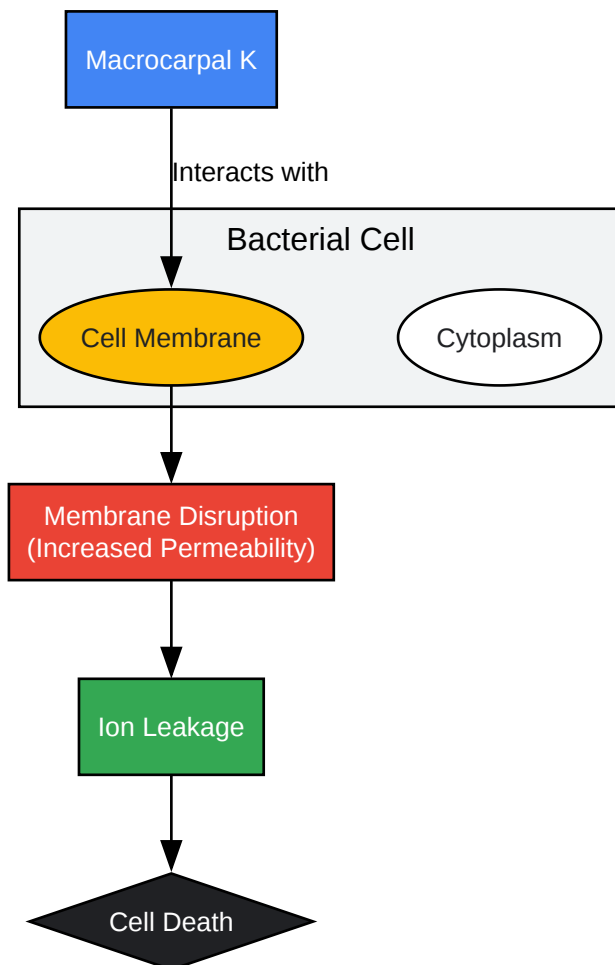 Macrocarpal K
Interacts with
Bacterial Cell
Cell Membrane
Cytoplasm
Membrane Disruption
(Increased Permeability)
Ion Leakage
Cell Death